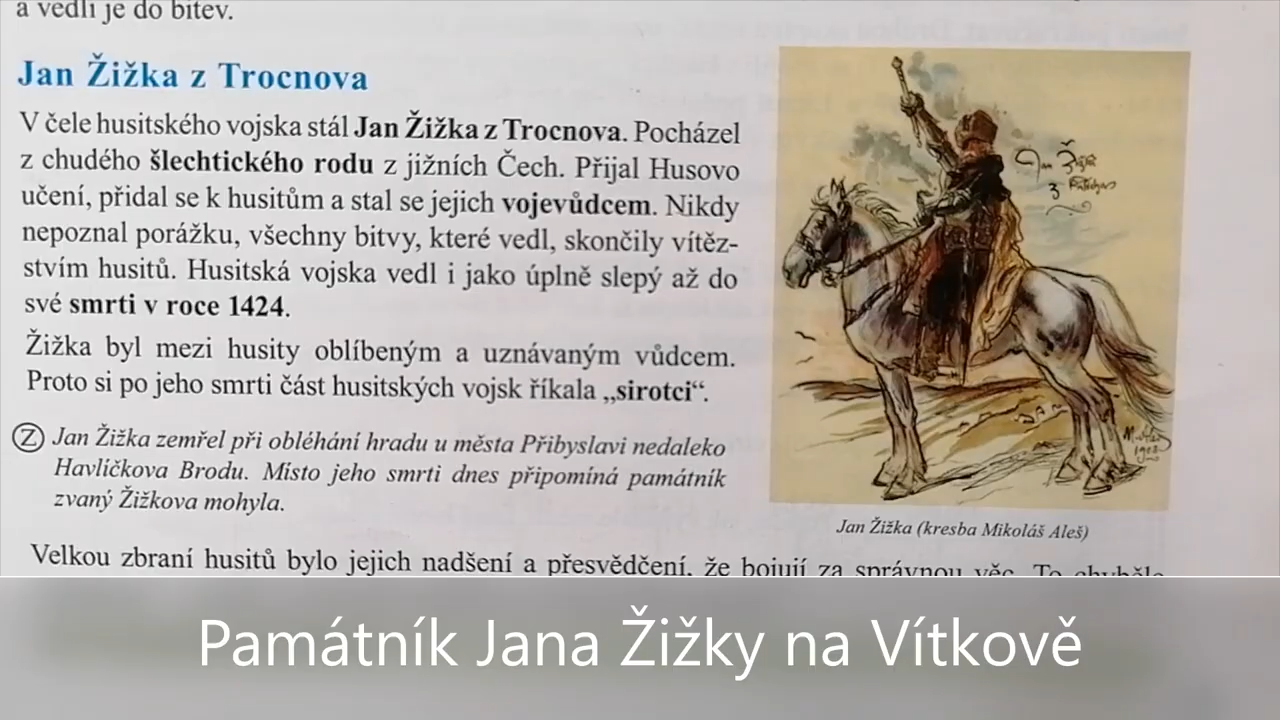 a vedli je do bitev.
Jan Žižka z Trocnova
V čele husitského vojska stál Jan Žižka z Trocnova. Pocházel
z chudého šlechtického rodu z jižních Čech. Přijal Husovo
učení, přidal se k husitům a stal se jejich vojevůdcem. Nikdy
nepoznal porážku, všechny bitvy, které vedl, skončily vítěz-
stvím husitů. Husitská vojska vedl i jako úplně slepý až do
své smrti v roce 1424.
Žižka byl mezi husity oblíbeným a uznávaným vůdcem.
Proto si po jeho smrti část husitských vojsk říkala „sirotci“.
Z Jan Žižka zemřel při obléhání hradu u města Přibyslavi nedaleko
Havlíčkova Brodu. Místo jeho smrti dnes připomíná památník
zvaný Žižkova mohyla.
Jan Žižka
z
1908
Jan Žižka (kresba Mikoláš Aleš)
Velkou zbraní husitů bylo jejich nadšení a přesvědčení, že bojují za správnou věc. To chybělo
Památník Jana Žižky na Vítkově